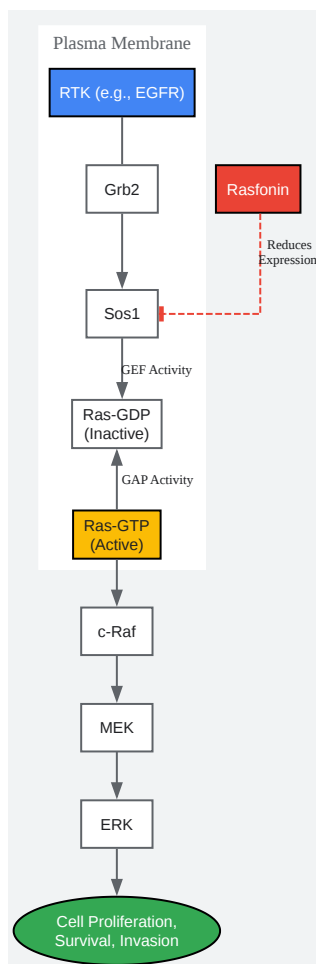 Plasma Membrane
RTK (e.g., EGFR)
Grb2
Rasfonin
Reduces
Expression
Sos1
GEF Activity
Ras-GDP
(Inactive)
GAP Activity
Ras-GTP
(Active)
c-Raf
MEK
ERK
Cell Proliferation,
Survival, Invasion